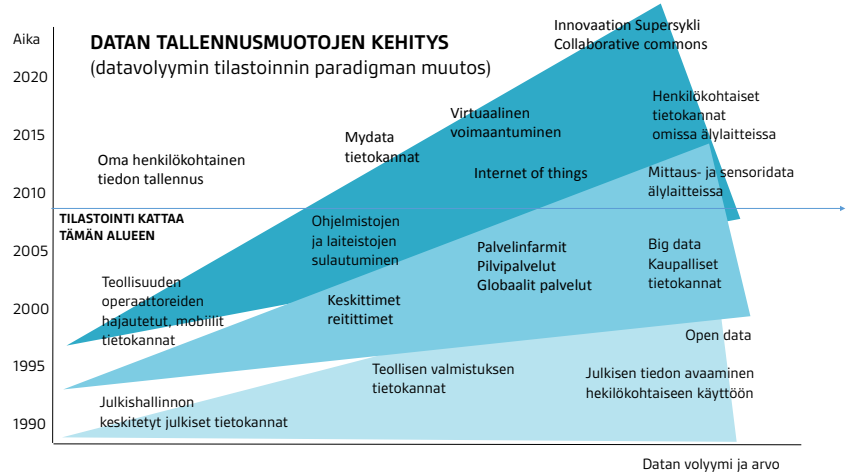 Aika
DATAN TALLENNUSMUOTOJEN KEHITYS
(datavolyymin tilastoinnin paradigman muutos)
Innovaation Supersykli
Collaborative commons
2020
Henkilökohtaiset
tietokannat
omissa älylaitteissa
Virtuaalinen
voimaantuminen
2015
Mydata
tietokannat
Oma henkilökohtainen
tiedon tallennus
Internet of things
Mittaus- ja sensoridata
älylaitteissa
2010
TILASTOINTI KATTAA
TÄMÄN ALUEEN
Ohjelmistojen
ja laiteistojen
sulautuminen
2005
Palvelinfarmit
Pilvipalvelut
Globaalit palvelut
Big data
Kaupalliset
tietokannat
Teollisuuden
operaattoreiden
hajautetut, mobiilit
tietokannat
2000
Keskittimet
reitittimet
Open data
1995
Teollisen valmistuksen
tietokannat
Julkisen tiedon avaaminen
hekilökohtaiseen käyttöön
Julkishallinnon
keskitetyt julkiset tietokannat
1990
Datan volyymi ja arvo